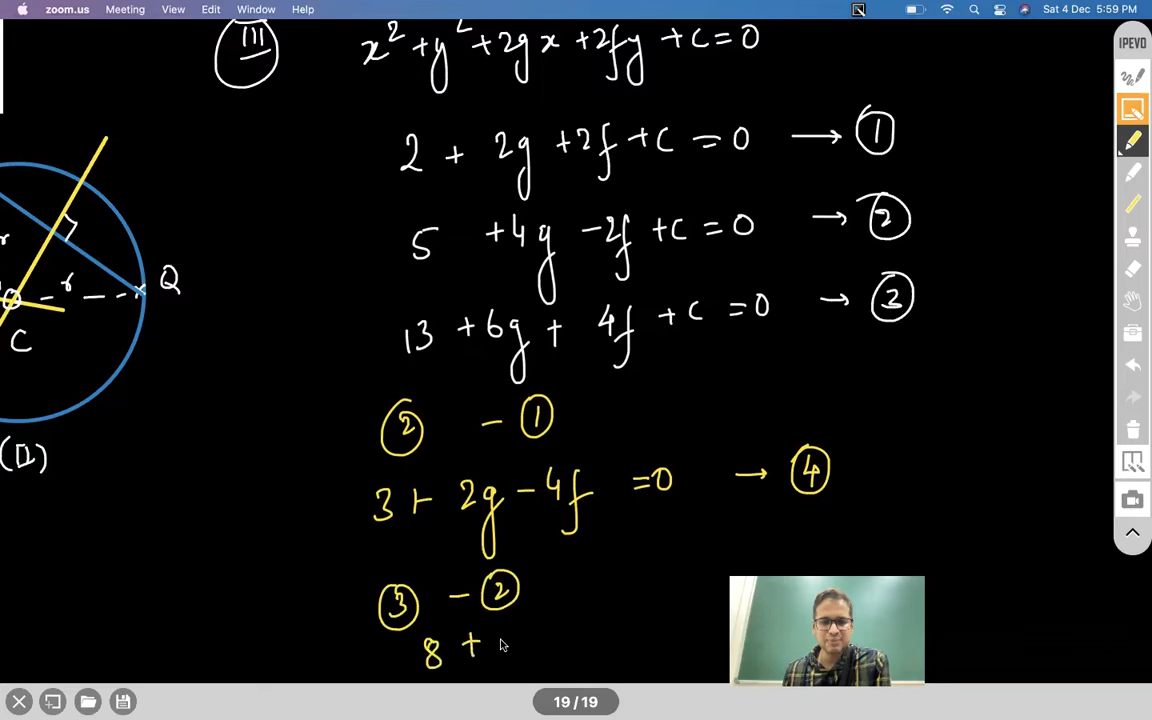 zoom.us Meeting View Edit Window Help Sat 4 Dec 5:59 PM
IPEVO
III x² + y² + 2gx + 2fy + c = 0
2 + 2g + 2f + c = 0 → ①
5 + 4g - 2f + c = 0 → ②
13 + 6g + 4f + c = 0 → ③
r
r
Q
C
(II)
② - ①
3 + 2g - 4f = 0 → ④
③ - ②
8 +
19 / 19